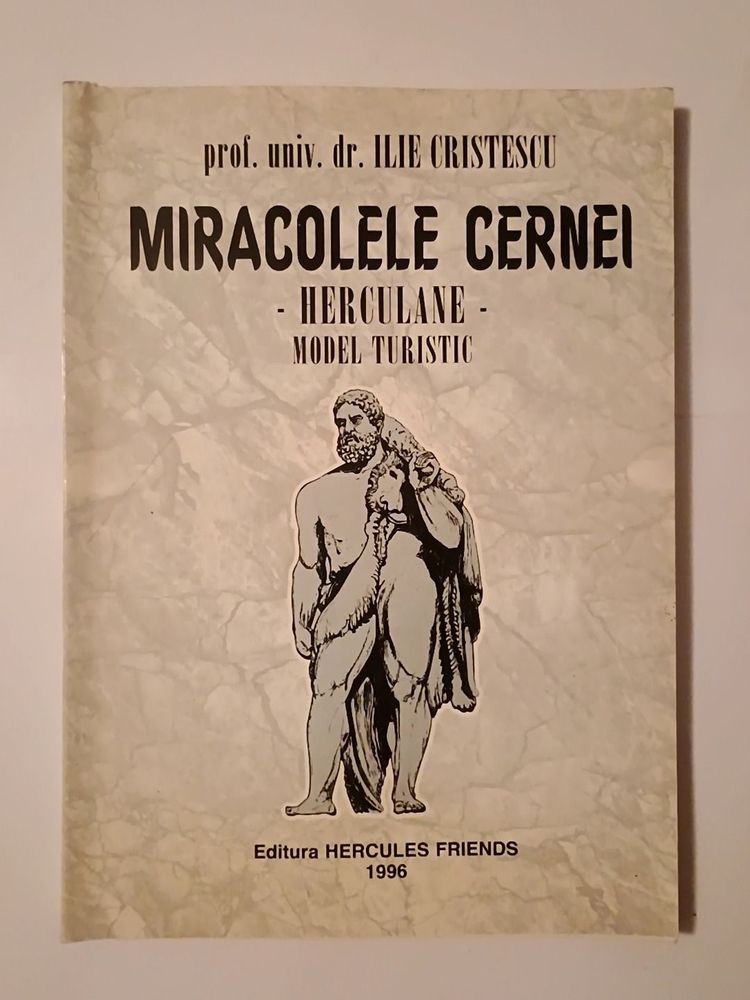 prof. univ. dr. ILIE CRISTESCU
MIRACOLELE CERNEI
- HERCULANE -
MODEL TURISTIC
Editura HERCULES FRIENDS
1996